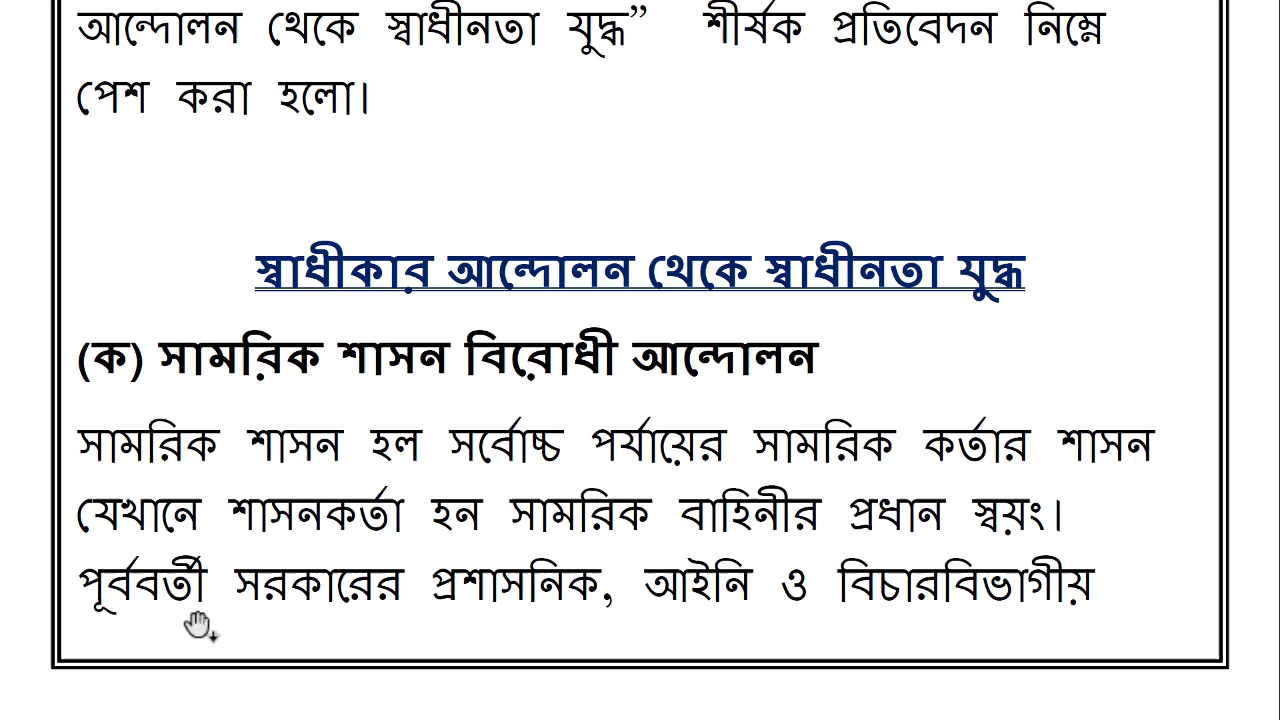 আন্দোলন থেকে স্বাধীনতা যুদ্ধ” শীর্ষক প্রতিবেদন নিম্নে
পেশ করা হলো।
স্বাধীকার আন্দোলন থেকে স্বাধীনতা যুদ্ধ
(ক) সামরিক শাসন বিরোধী আন্দোলন
সামরিক শাসন হল সর্বোচ্চ পর্যায়ের সামরিক কর্তার শাসন
যেখানে শাসনকর্তা হন সামরিক বাহিনীর প্রধান স্বয়ং।
পূর্ববর্তী সরকারের প্রশাসনিক, আইনি ও বিচারবিভাগীয়